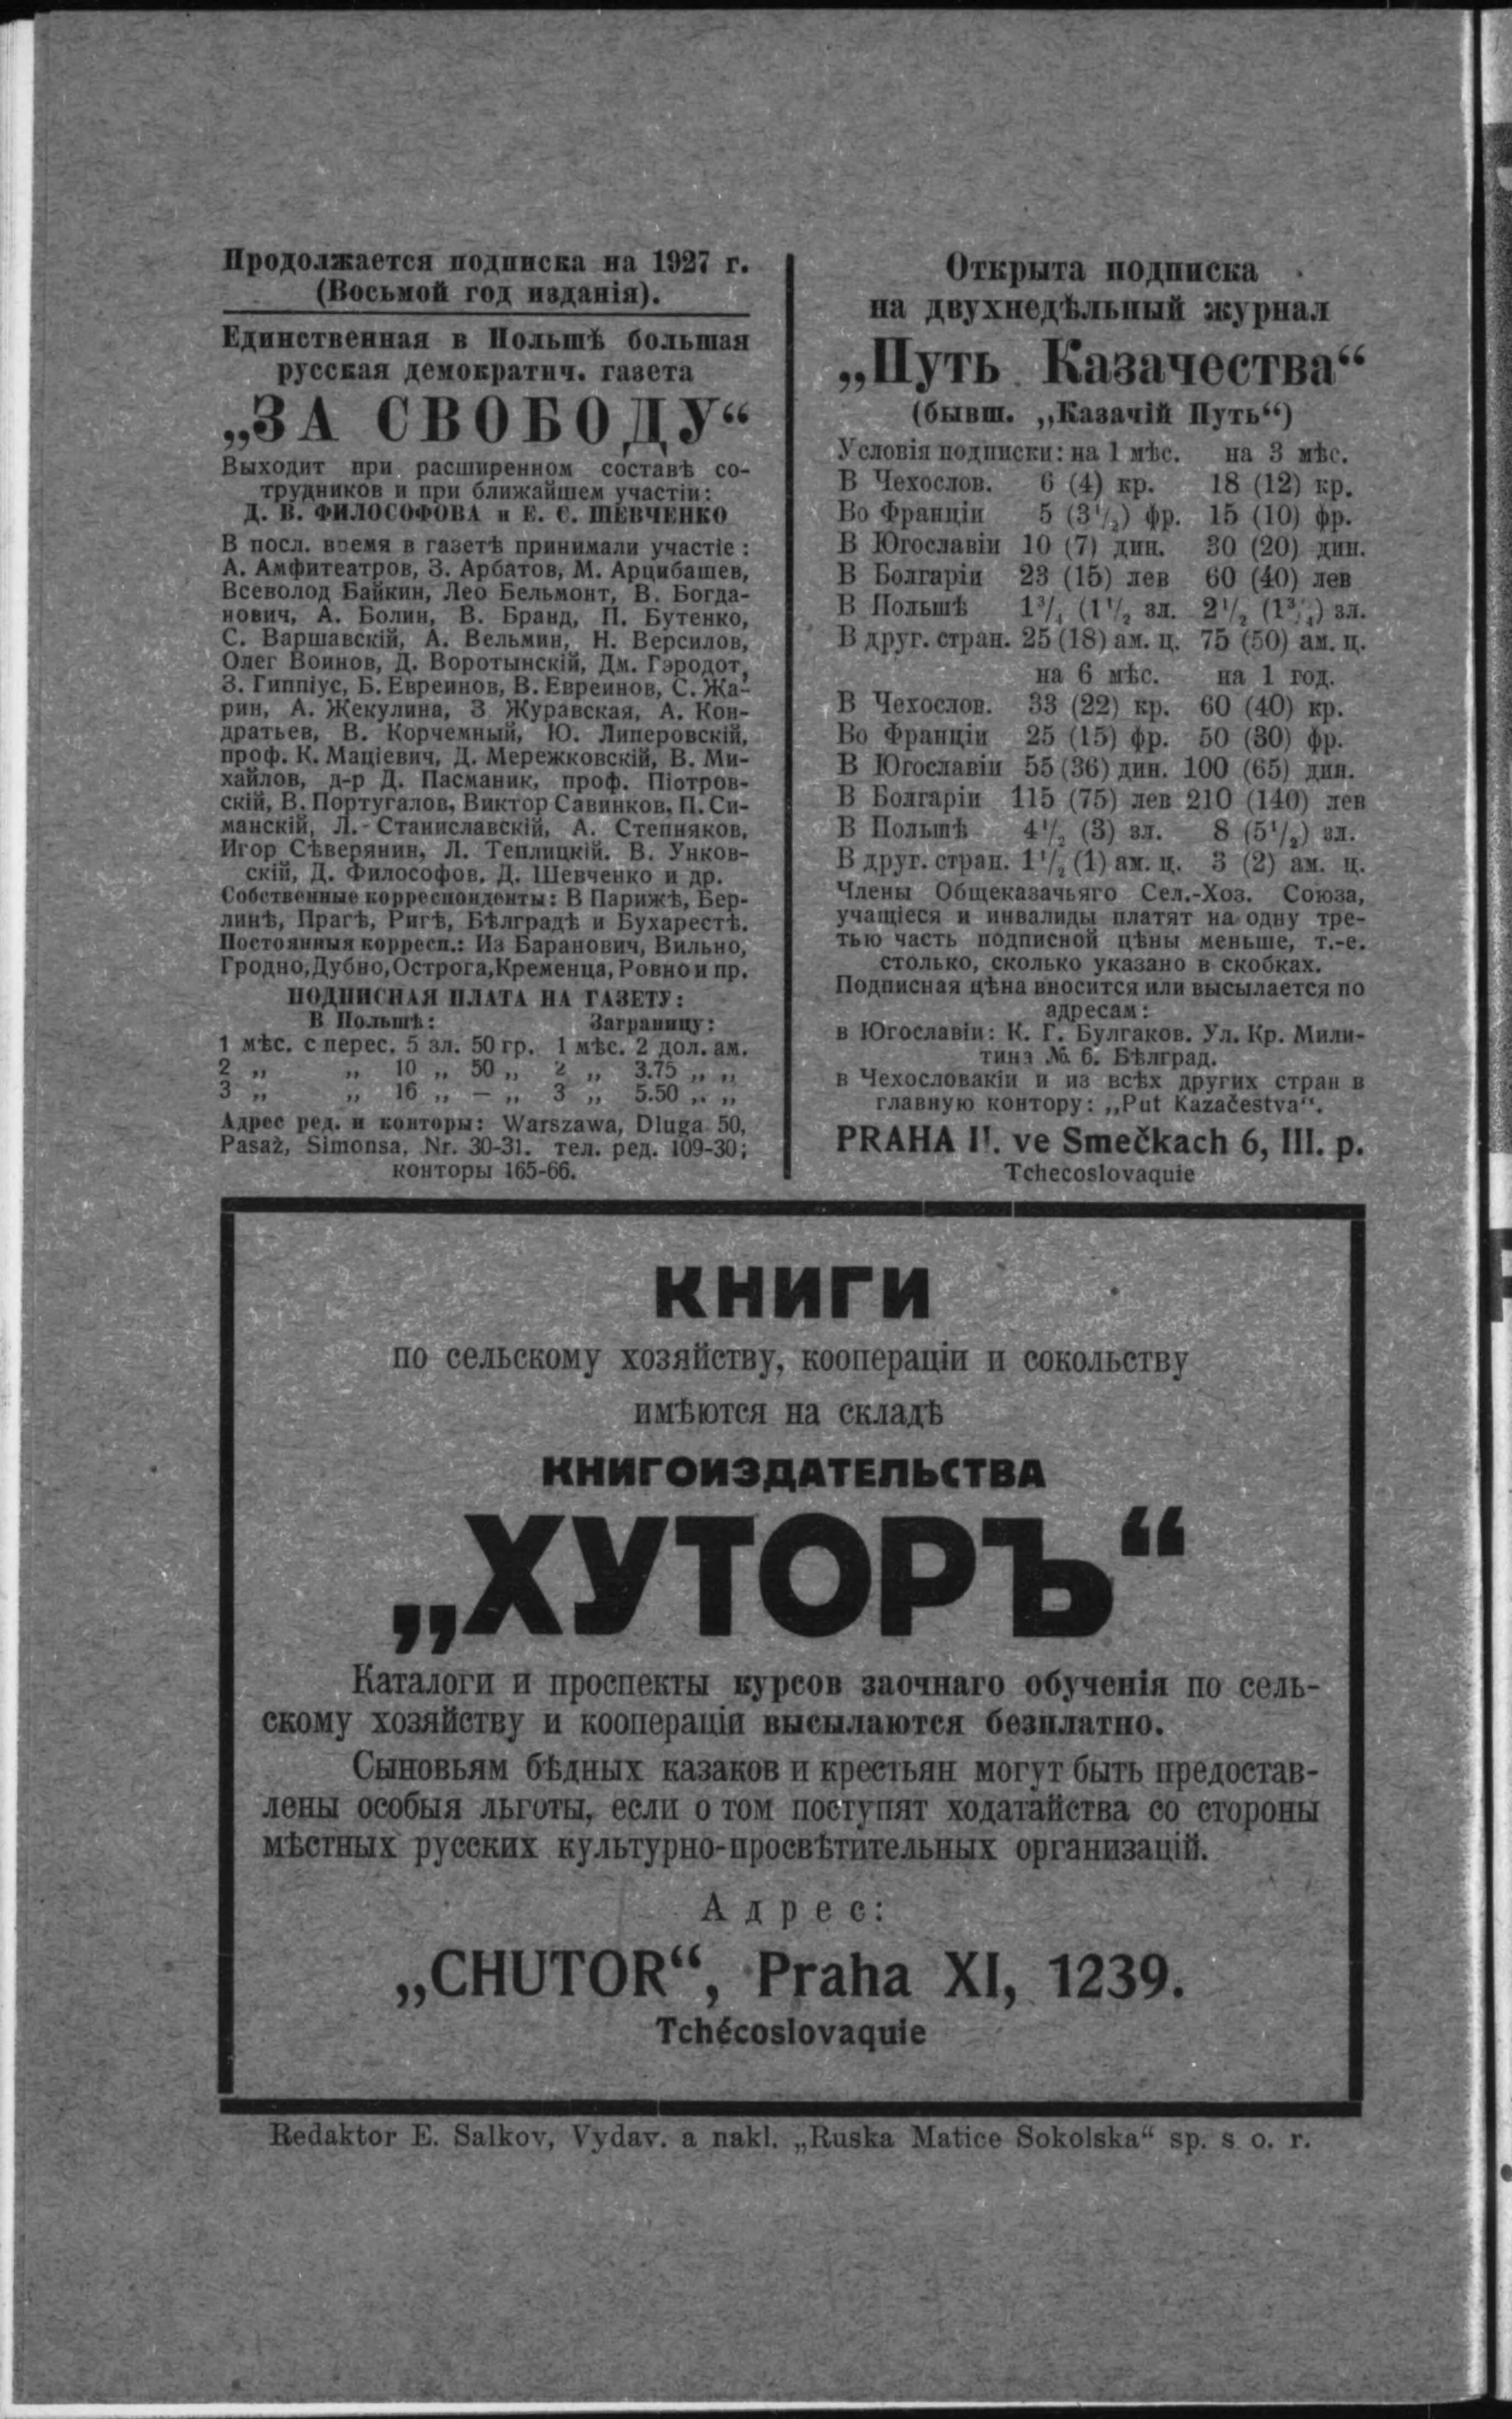 Продолжается подписка на 1927 г.
(Восьмой год изданія).
Единственная в Польшѣ большая
русская демократич. газета
„ЗА СВОБОДУ“
Выходит при расширенном составѣ со-
трудников и при ближайшем участіи:
Д. В. ФИЛОСОФОВА и Е. С. ШЕВЧЕНКО
В посл. время в газетѣ принимали участіе:
А. Амфитеатров, З. Арбатов, М. Арцибашев,
Всеволод Байкин, Лео Бельмонт, В. Богда-
нович, А. Болин, В. Бранд, П. Бутенко,
С. Варшавскій, А. Вельмин, Н. Версилов,
Олег Воинов, Д. Воротынскій, Дм. Гэродот,
З. Гиппіус, Б. Евреинов, В. Евреинов, С. Жа-
рин, А. Жекулина, З Журавская, А. Кон-
дратьев, В. Корчемный, Ю. Липеровскій,
проф. К. Маціевич, Д. Мережковскій, В. Ми-
хайлов, д-р Д. Пасманик, проф. Піотров-
скій, В. Португалов, Виктор Савинков, П. Си-
манскій, Л. Станиславскій, А. Степняков,
Игор Сѣверянин, Л. Теплицкій. В. Унков-
скій, Д. Философов, Д. Шевченко и др.
Собственные корреспонденты: В Парижѣ, Бер-
линѣ, Прагѣ, Ригѣ, Бѣлградѣ и Бухарестѣ.
Постоянныя корресп.: Из Баранович, Вильно,
Гродно, Дубно, Острога, Кременца, Ровно и пр.
ПОДПИСНАЯ ПЛАТА НА ГАЗЕТУ:
В Польшѣ: Заграницу:
1 мѣс. с перес. 5 зл. 50 гр. 1 мѣс. 2 дол. ам.
2 „ „ 10 „ 50 „ 2 „ 3.75 „ „
3 „ „ 16 „ — „ 3 „ 5.50 „ „
Адрес ред. и конторы: Warszawa, Dluga 50,
Pasaż, Simonsa, Nr. 30-31. тел. ред. 109-30;
конторы 165-66.
Открыта подписка
на двухнедѣльный журнал
„Путь Казачества“
(бывш. „Казачій Путь“)
Условія подписки: на 1 мѣс. на 3 мѣс.
В Чехослов. 6 (4) кр. 18 (12) кр.
Во Франціи 5 (3¹/₂) фр. 15 (10) фр.
В Югославіи 10 (7) дин. 30 (20) дин.
В Болгаріи 23 (15) лев 60 (40) лев
В Польшѣ 1³/₄ (1¹/₂ зл. 2¹/₂ (1³/₄) зл.
В друг. стран. 25 (18) ам. ц. 75 (50) ам. ц.
на 6 мѣс. на 1 год.
В Чехослов. 33 (22) кр. 60 (40) кр.
Во Франціи 25 (15) фр. 50 (30) фр.
В Югославіи 55 (36) дин. 100 (65) дин.
В Болгаріи 115 (75) лев 210 (140) лев
В Польшѣ 4¹/₂ (3) зл. 8 (5¹/₂) зл.
В друг. стран. 1¹/₂ (1) ам. ц. 3 (2) ам. ц.
Члены Общеказачьяго Сел.-Хоз. Союза,
учащіеся и инвалиды платят на одну тре-
тью часть подписной цѣны меньше, т.-е.
столько, сколько указано в скобках.
Подписная цѣна вносится или высылается по
адресам:
в Югославіи: К. Г. Булгаков. Ул. Кр. Мили-
тина № 6. Бѣлград.
в Чехословакіи и из всѣх других стран в
главную контору: „Put Kazačestva“.
PRAHA II. ve Smečkach 6, III. p.
Tchecoslovaquie
КНИГИ
по сельскому хозяйству, коопераціи и сокольству
имѣются на складѣ
КНИГОИЗДАТЕЛЬСТВА
„ХУТОРЪ“
Каталоги и проспекты курсов заочнаго обученія по сель-
скому хозяйству и коопераціи высылаются безплатно.
Сыновьям бѣдных казаков и крестьян могут быть предостав-
лены особыя льготы, если о том поступят ходатайства со стороны
мѣстных русских культурно-просвѣтительных организацій.
Адрес:
„CHUTOR“, Praha XI, 1239.
Tchécoslovaquie
Redaktor E. Salkov, Vydav. a nakl. „Ruska Matice Sokolska“ sp. s o. r.